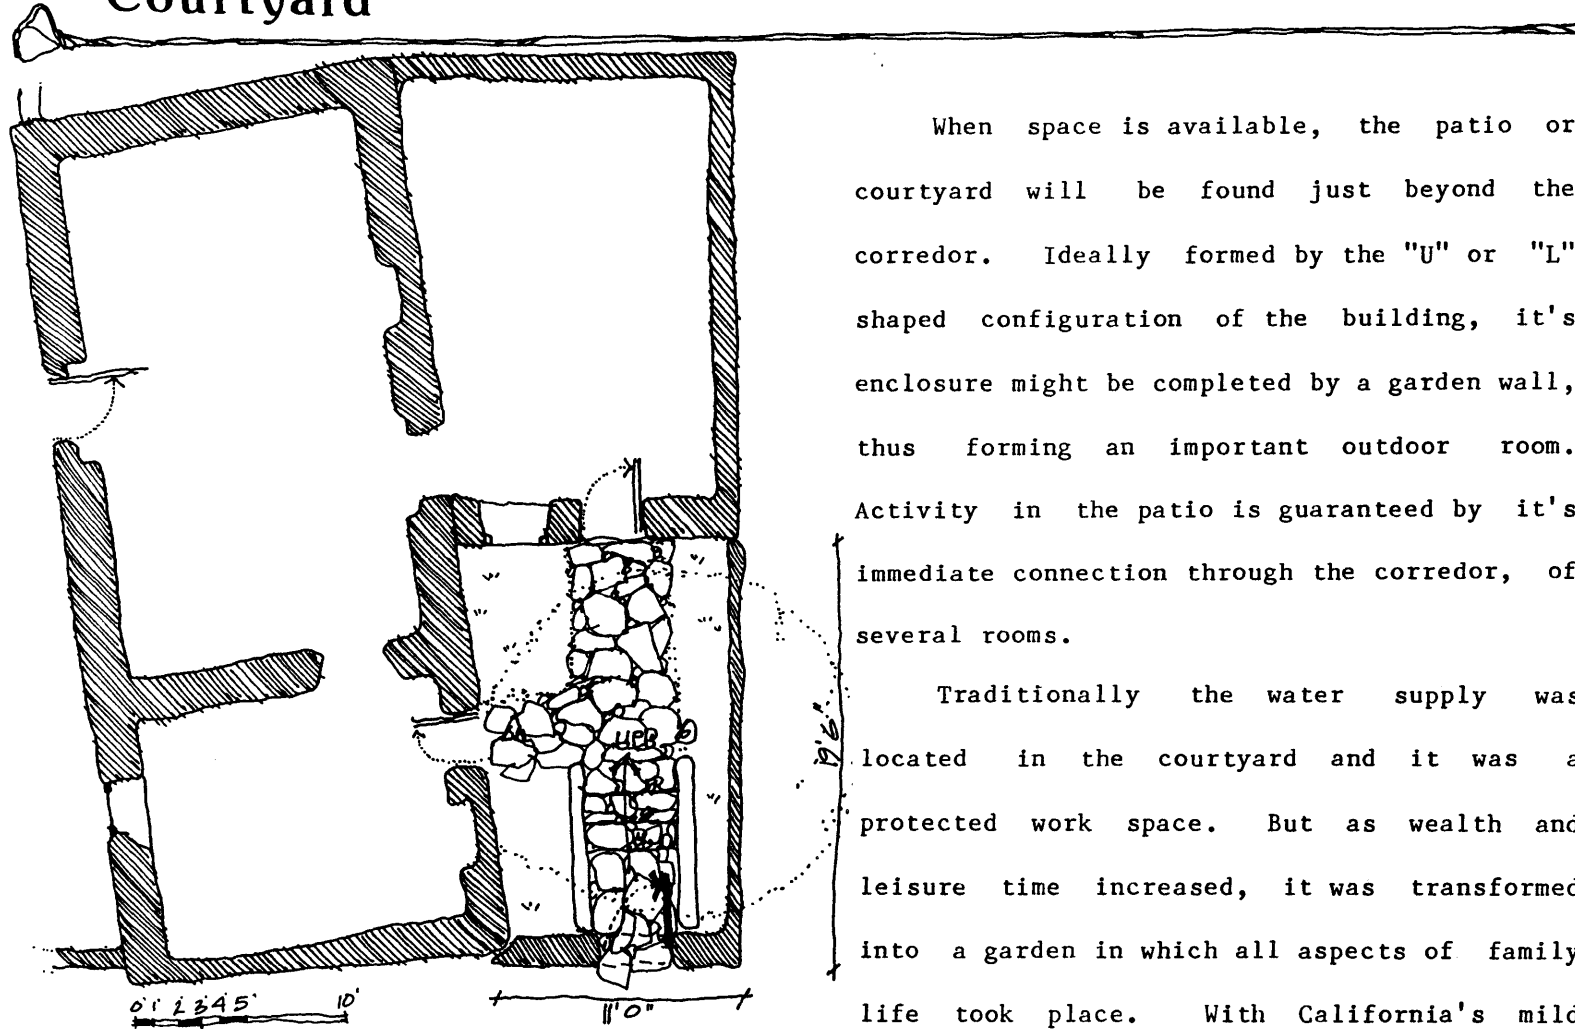 Courtyard
When space is available, the patio or
courtyard will be found just beyond the
corredor. Ideally formed by the "U" or "L"
shaped configuration of the building, it's
enclosure might be completed by a garden wall,
thus forming an important outdoor room.
Activity in the patio is guaranteed by it's
immediate connection through the corredor, of
several rooms.
Traditionally the water supply was
located in the courtyard and it was a
protected work space. But as wealth and
leisure time increased, it was transformed
into a garden in which all aspects of family
life took place. With California's mild
UP
0' 1' 2 3' 4' 5' 10'
11'0"